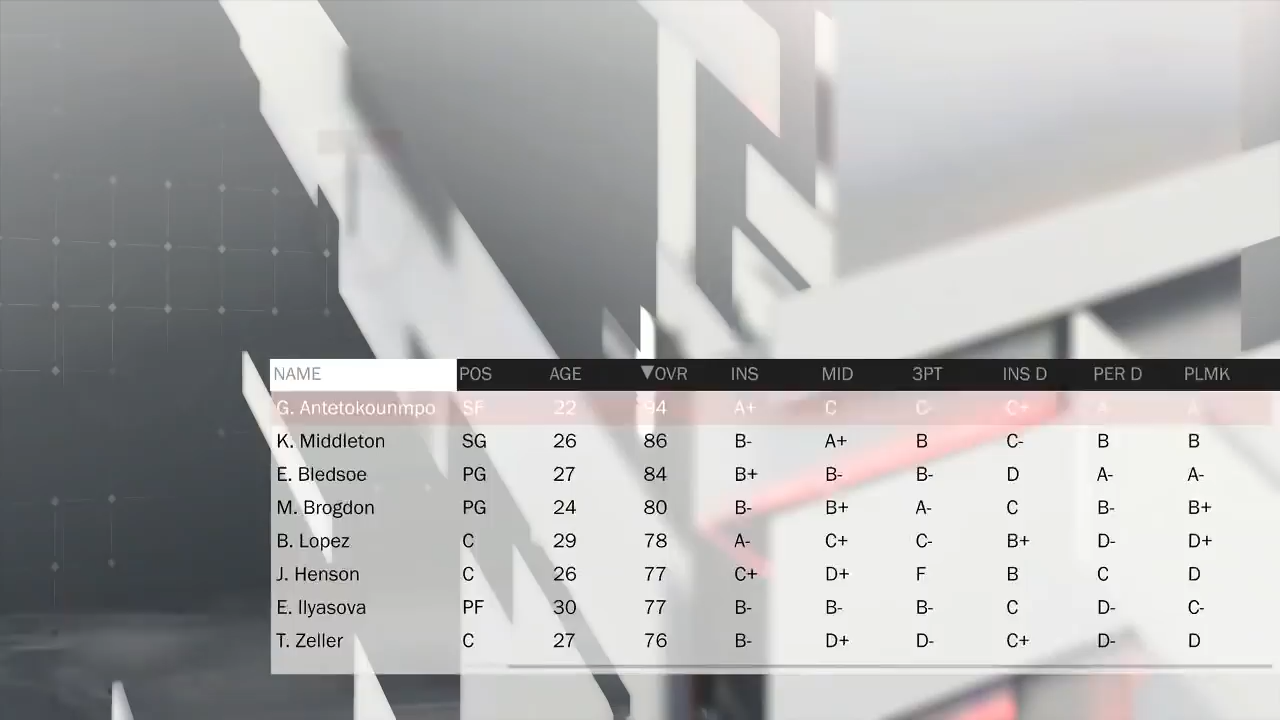 NAME POS AGE ▼OVR INS MID 3PT INS D PER D PLMK
G. Antetokounmpo SF 22 94 A+ C C- C+ A- A
K. Middleton SG 26 86 B- A+ B C- B B
E. Bledsoe PG 27 84 B+ B- B- D A- A-
M. Brogdon PG 24 80 B- B+ A- C B- B+
B. Lopez C 29 78 A- C+ C- B+ D- D+
J. Henson C 26 77 C+ D+ F B C D
E. Ilyasova PF 30 77 B- B- B- C D- C-
T. Zeller C 27 76 B- D+ D- C+ D- D